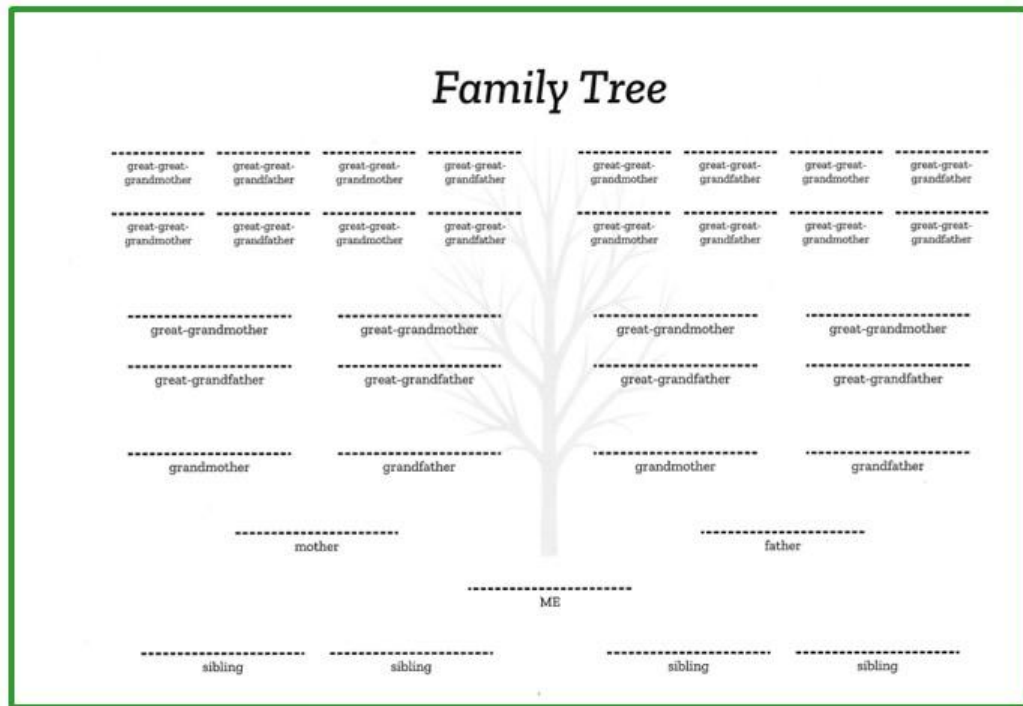 Family Tree
great-great- great-great- great-great- great-great- great-great- great-great- great-great- great-great-
grandmother grandfather grandmother grandfather grandmother grandfather grandmother grandfather
great-great- great-great- great-great- great-great- great-great- great-great- great-great- great-great-
grandmother grandfather grandmother grandfather grandmother grandfather grandmother grandfather
great-grandmother great-grandmother great-grandmother great-grandmother
great-grandfather great-grandfather great-grandfather great-grandfather
grandmother grandfather grandmother grandfather
mother father
ME
sibling sibling sibling sibling